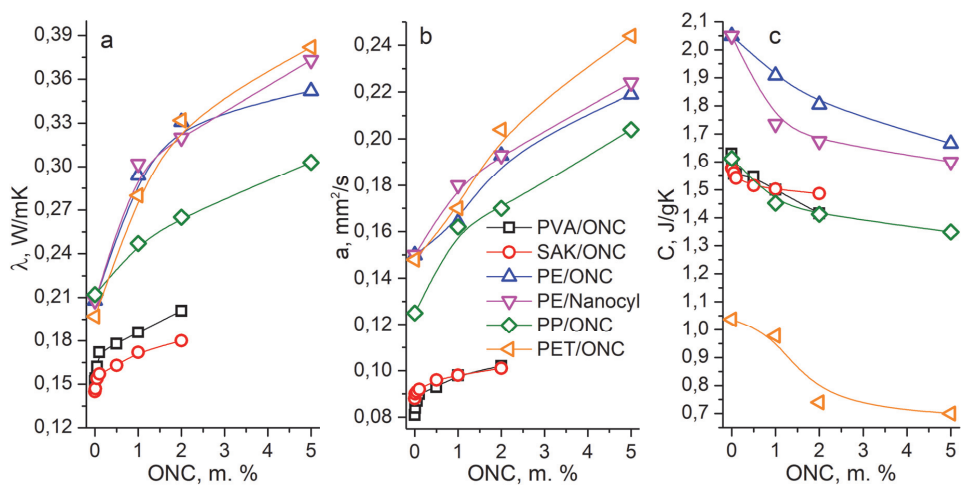 a
0,39
0,36
0,33
0,30
0,27
0,24
0,21
0,18
0,15
0,12
λ, W/mK
0 1 2 3 4 5
ONC, m. %
b
0,24
0,22
0,20
0,18
0,16
0,14
0,12
0,10
0,08
a, mm²/s
PVA/ONC
SAK/ONC
PE/ONC
PE/Nanocyl
PP/ONC
PET/ONC
0 1 2 3 4 5
ONC, m. %
c
2,1
2,0
1,9
1,8
1,7
1,6
1,5
1,4
1,3
1,0
0,9
0,8
0,7
C, J/gK
0 1 2 3 4 5
ONC, m. %